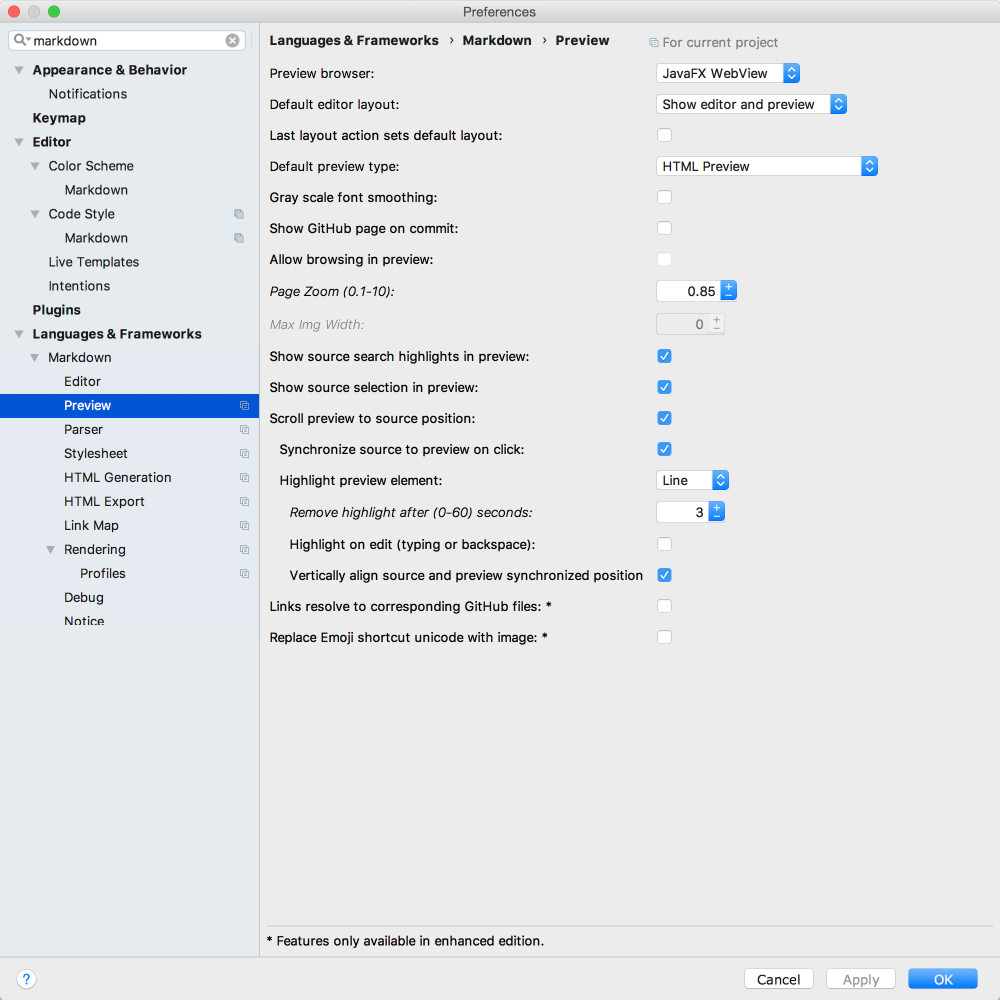 Preferences
markdown
Appearance & Behavior
Notifications
Keymap
Editor
Color Scheme
Markdown
Code Style
Markdown
Live Templates
Intentions
Plugins
Languages & Frameworks
Markdown
Editor
Preview
Parser
Stylesheet
HTML Generation
HTML Export
Link Map
Rendering
Profiles
Debug
Notice
Languages & Frameworks › Markdown › Preview For current project
Preview browser: JavaFX WebView
Default editor layout: Show editor and preview
Last layout action sets default layout:
Default preview type: HTML Preview
Gray scale font smoothing:
Show GitHub page on commit:
Allow browsing in preview:
Page Zoom (0.1-10): 0.85
Max Img Width: 0
Show source search highlights in preview:
Show source selection in preview:
Scroll preview to source position:
Synchronize source to preview on click:
Highlight preview element: Line
Remove highlight after (0-60) seconds: 3
Highlight on edit (typing or backspace):
Vertically align source and preview synchronized position
Links resolve to corresponding GitHub files: *
Replace Emoji shortcut unicode with image: *
* Features only available in enhanced edition.
? Cancel Apply OK